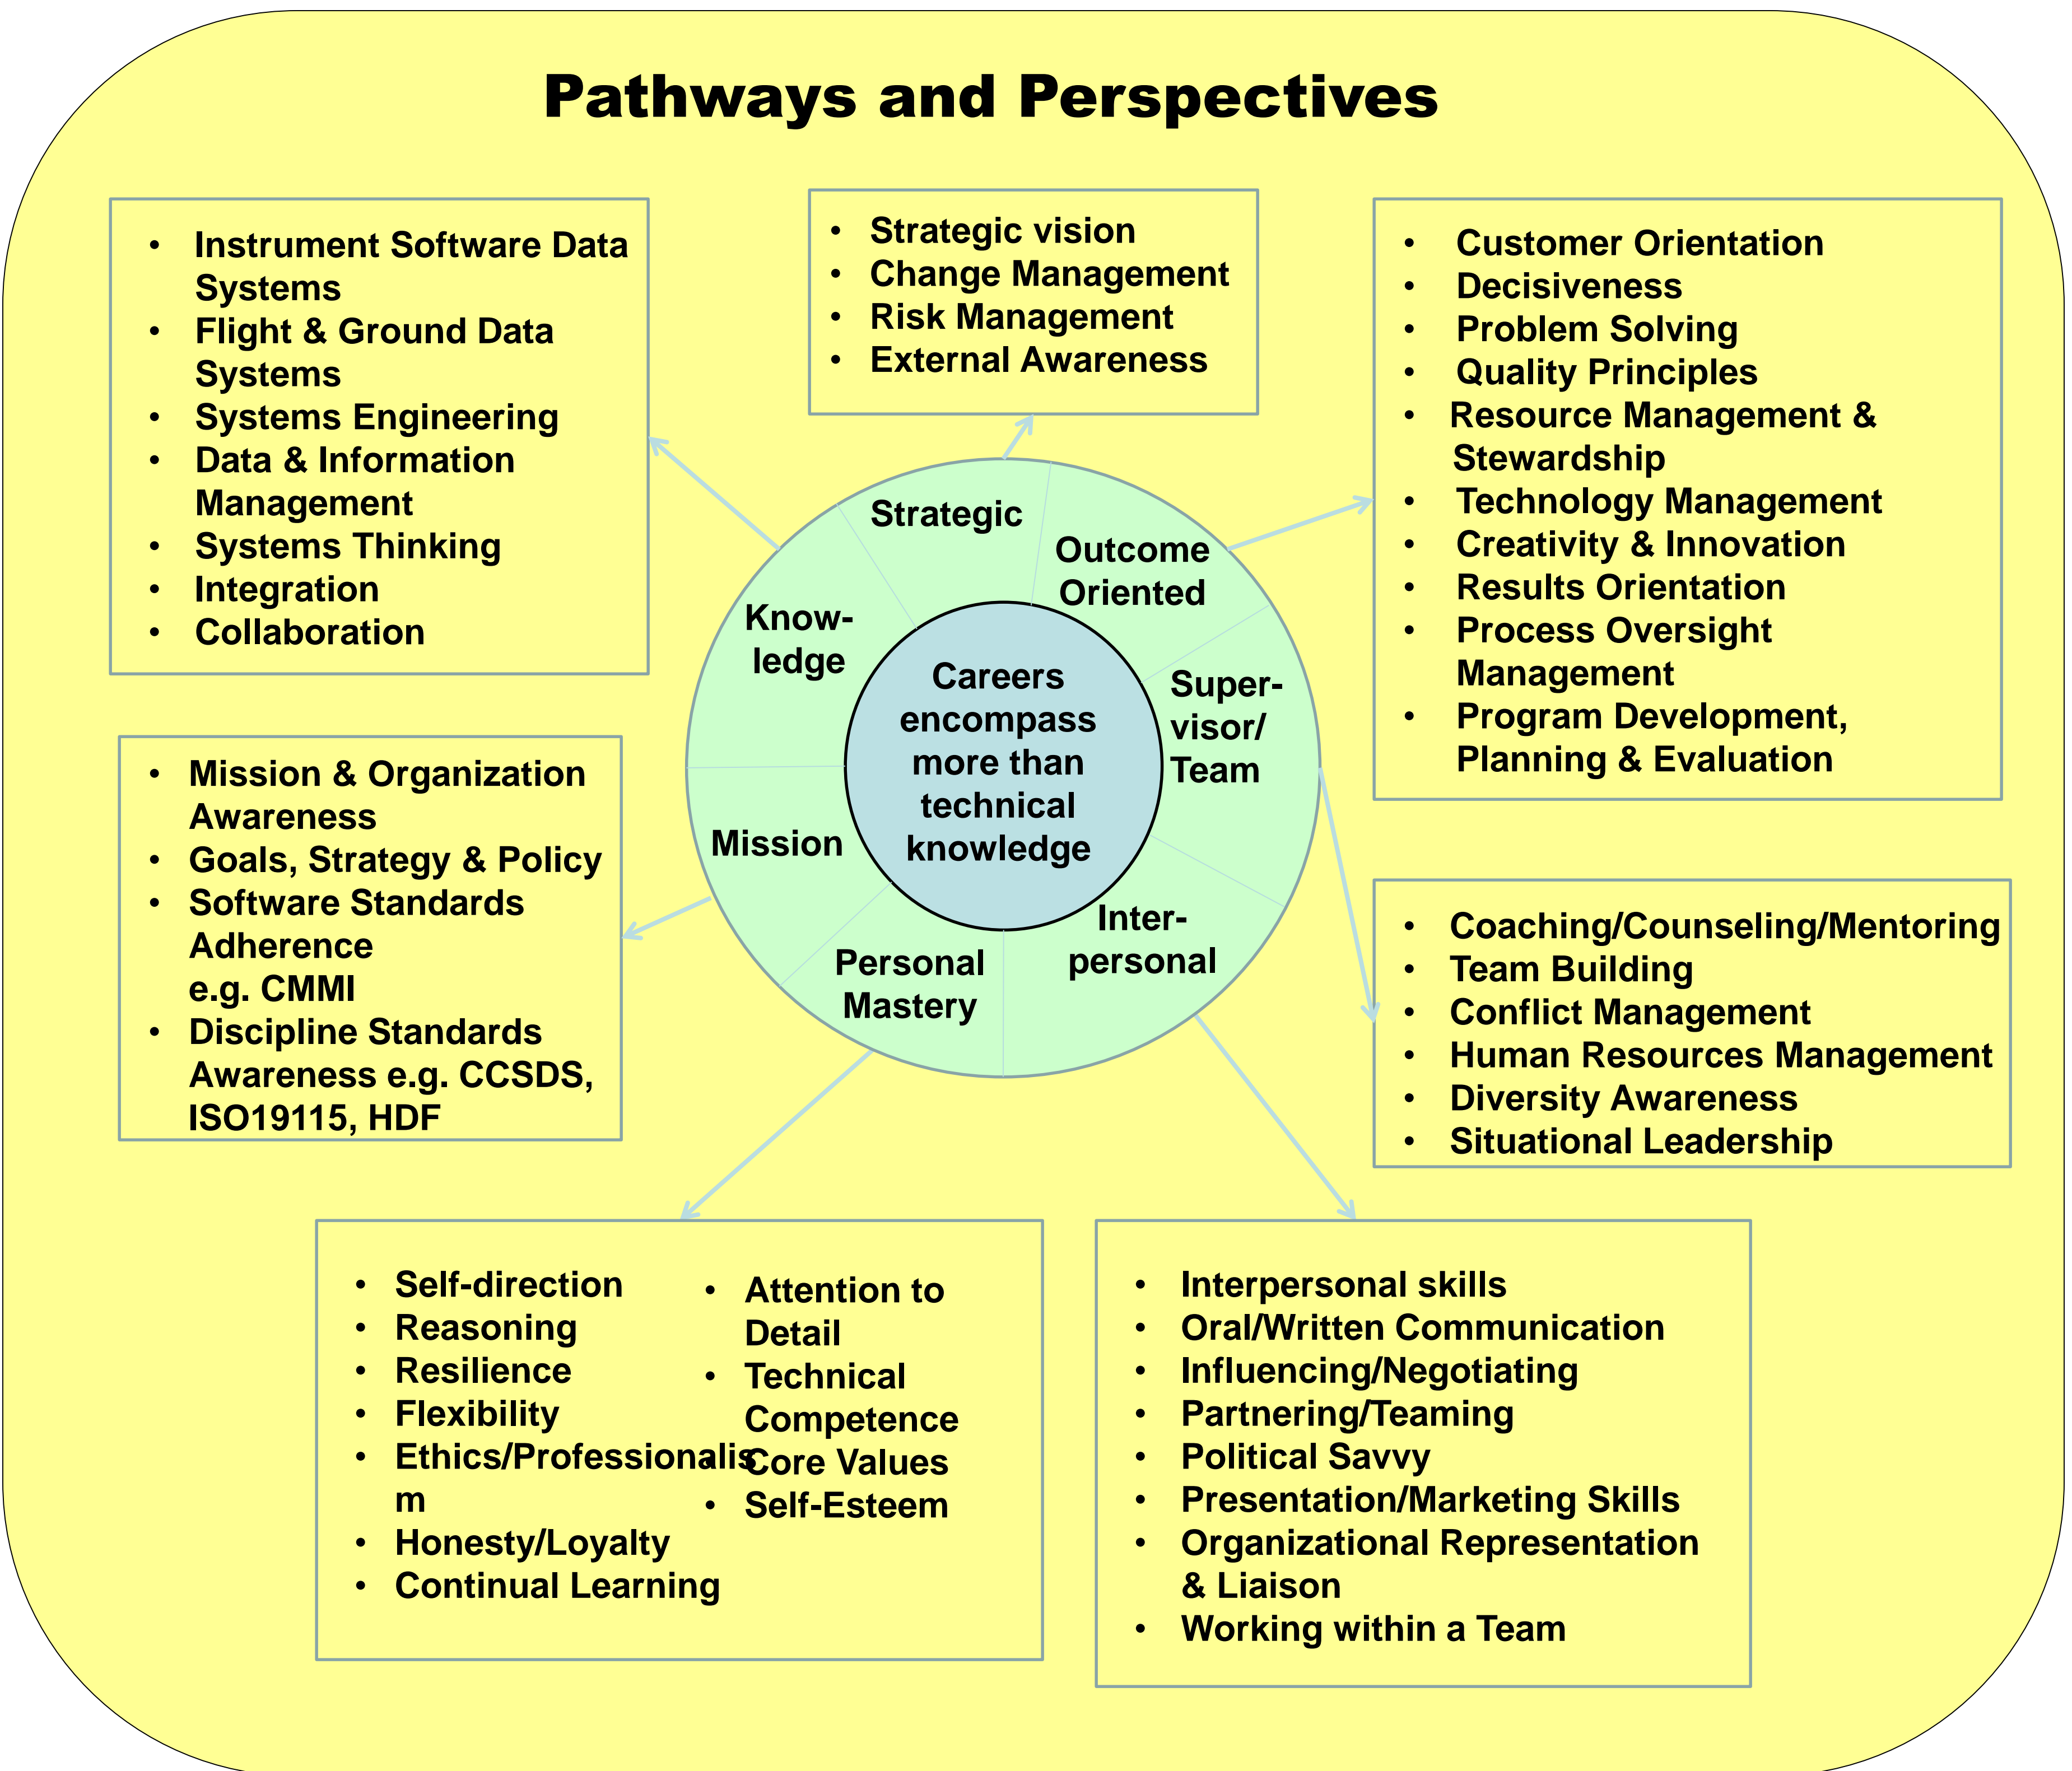 Pathways and Perspectives
• Instrument Software Data
Systems
• Flight & Ground Data
Systems
• Systems Engineering
• Data & Information
Management
• Systems Thinking
• Integration
• Collaboration
• Strategic vision
• Change Management
• Risk Management
• External Awareness
• Customer Orientation
• Decisiveness
• Problem Solving
• Quality Principles
• Resource Management &
Stewardship
• Technology Management
• Creativity & Innovation
• Results Orientation
• Process Oversight
Management
• Program Development,
Planning & Evaluation
Strategic
Outcome
Oriented
Know-
ledge
Super-
visor/
Team
Careers
encompass
more than
technical
knowledge
Mission
Inter-
personal
Personal
Mastery
• Mission & Organization
Awareness
• Goals, Strategy & Policy
• Software Standards
Adherence
e.g. CMMI
• Discipline Standards
Awareness e.g. CCSDS,
ISO19115, HDF
• Coaching/Counseling/Mentoring
• Team Building
• Conflict Management
• Human Resources Management
• Diversity Awareness
• Situational Leadership
• Self-direction
• Reasoning
• Resilience
• Flexibility
• Ethics/Professionalis
m
• Honesty/Loyalty
• Continual Learning
• Attention to
Detail
• Technical
Competence
• Core Values
• Self-Esteem
• Interpersonal skills
• Oral/Written Communication
• Influencing/Negotiating
• Partnering/Teaming
• Political Savvy
• Presentation/Marketing Skills
• Organizational Representation
& Liaison
• Working within a Team